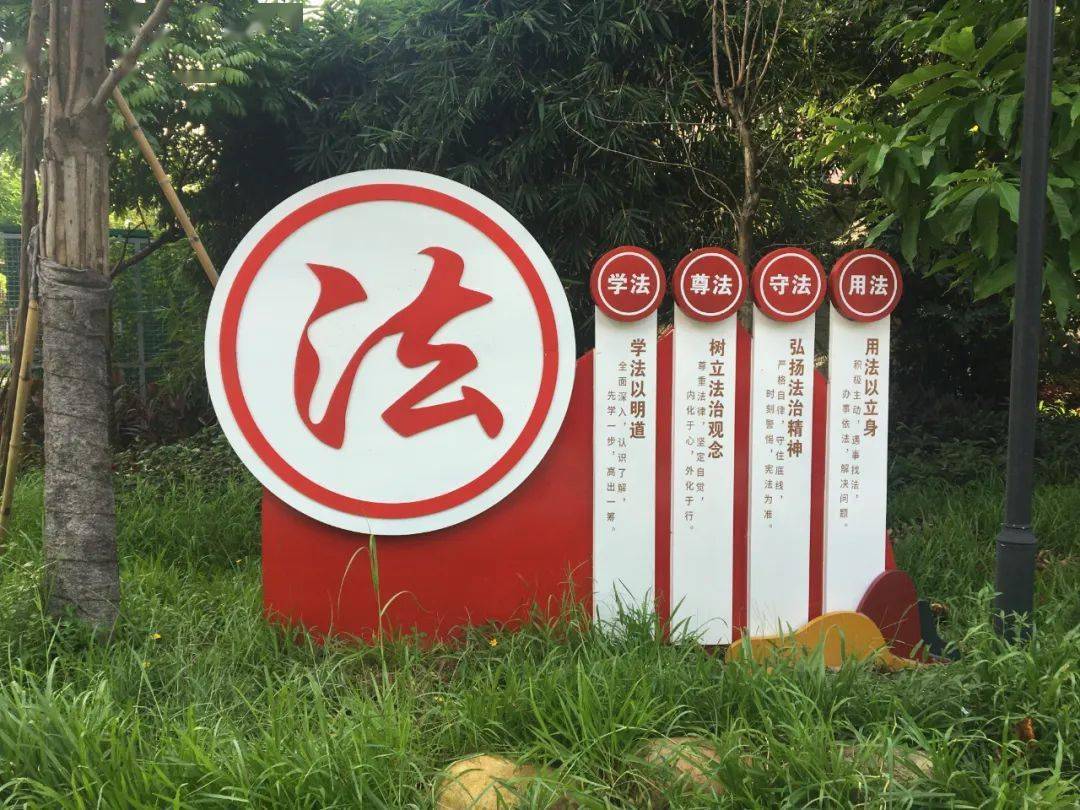 法
学法
学法以明道
全面深入，认识了解，
先学一步，高出一筹。
尊法
树立法治观念
尊重法律，坚定自觉，
内化于心，外化于行。
守法
弘扬法治精神
严格自律，守住底线，
时刻警惕，宪法为准。
用法
用法以立身
积极主动，遇事找法，
办事依法，解决问题。